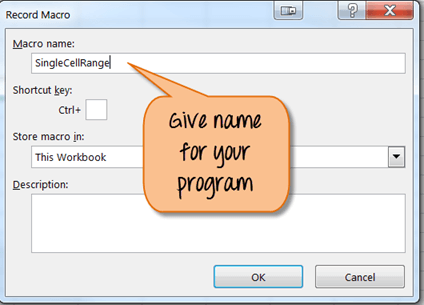 Record Macro
?
Macro name:
SingleCellRange
Shortcut key:
Ctrl+
Store macro in:
This Workbook
Description:
Give name
for your
program
OK
Cancel